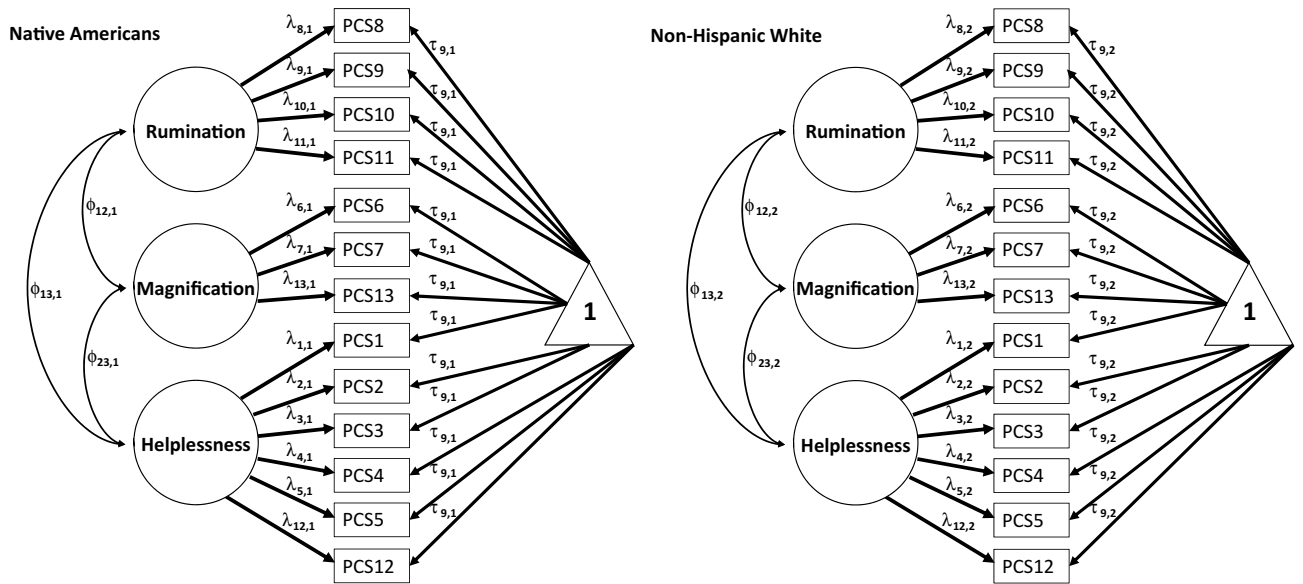 Native Americans
Rumination
Magnification
Helplessness
ϕ12,1
ϕ13,1
ϕ23,1
λ8,1
λ9,1
λ10,1
λ11,1
λ6,1
λ7,1
λ13,1
λ1,1
λ2,1
λ3,1
λ4,1
λ5,1
λ12,1
PCS8
PCS9
PCS10
PCS11
PCS6
PCS7
PCS13
PCS1
PCS2
PCS3
PCS4
PCS5
PCS12
τ9,1
τ9,1
τ9,1
τ9,1
τ9,1
τ9,1
τ9,1
τ9,1
τ9,1
τ9,1
τ9,1
τ9,1
τ9,1
1
Non-Hispanic White
Rumination
Magnification
Helplessness
ϕ12,2
ϕ13,2
ϕ23,2
λ8,2
λ9,2
λ10,2
λ11,2
λ6,2
λ7,2
λ13,2
λ1,2
λ2,2
λ3,2
λ4,2
λ5,2
λ12,2
PCS8
PCS9
PCS10
PCS11
PCS6
PCS7
PCS13
PCS1
PCS2
PCS3
PCS4
PCS5
PCS12
τ9,2
τ9,2
τ9,2
τ9,2
τ9,2
τ9,2
τ9,2
τ9,2
τ9,2
τ9,2
τ9,2
τ9,2
τ9,2
1